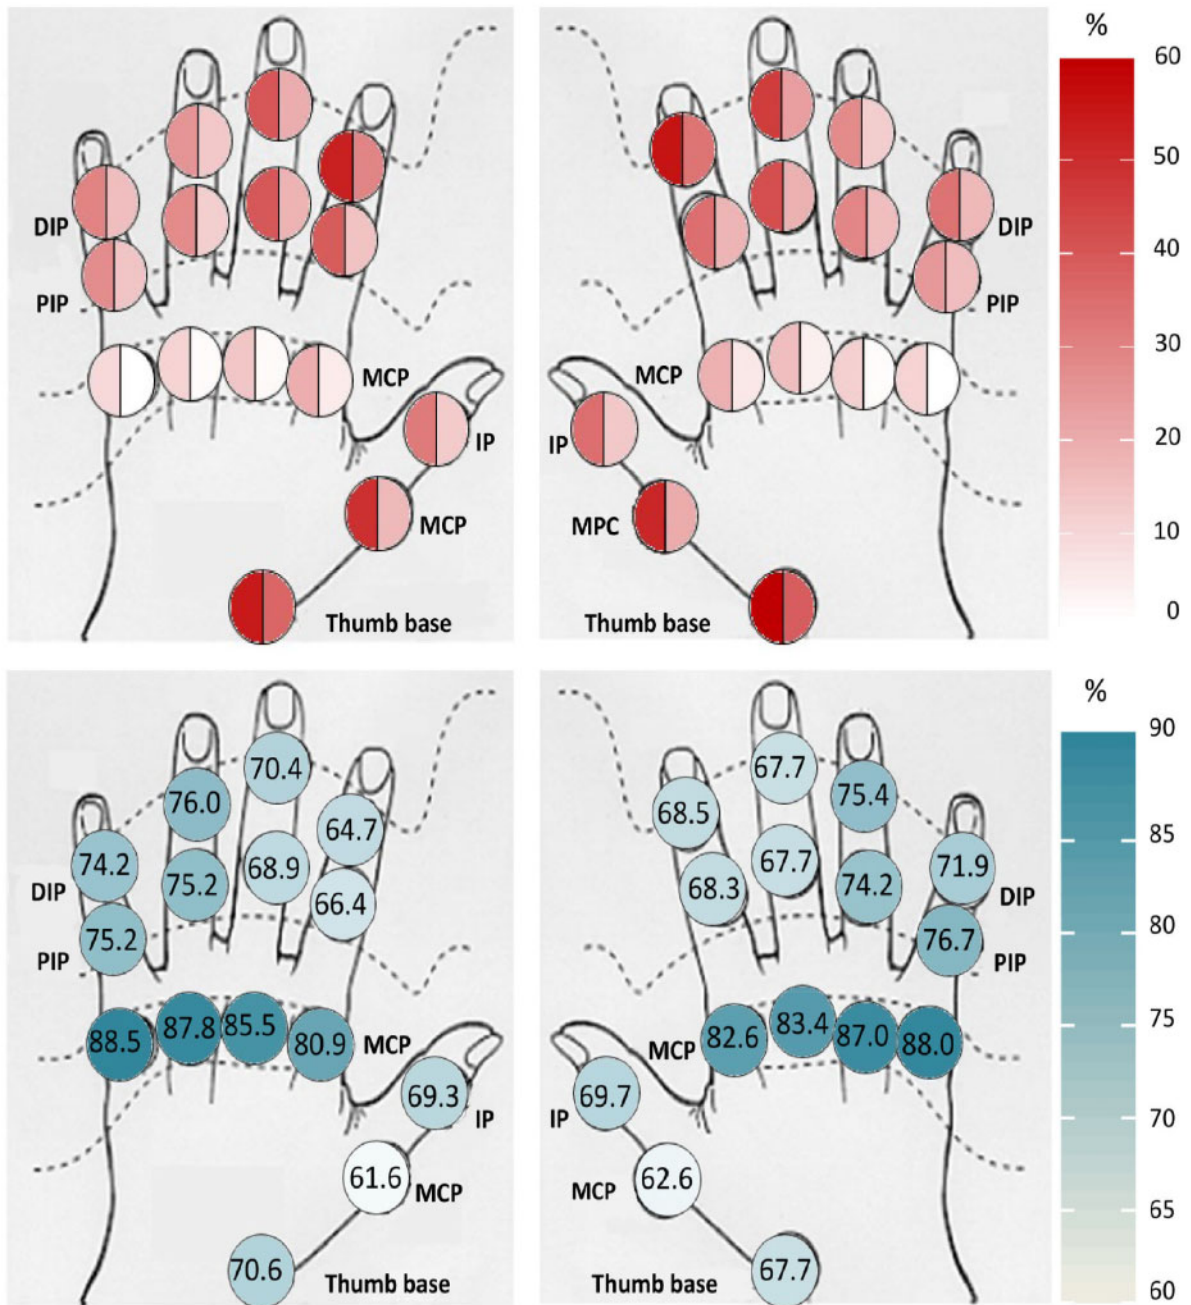 %
60
50
40
30
20
10
0
DIP
PIP
MCP
IP
MCP
Thumb base
DIP
PIP
MCP
IP
MPC
Thumb base
%
90
85
80
75
70
65
60
70.4
76.0
64.7
74.2
68.9
DIP
75.2
66.4
75.2
PIP
88.5
87.8
85.5
80.9
MCP
69.3
IP
61.6
MCP
70.6
Thumb base
67.7
75.4
68.5
67.7
71.9
68.3
74.2
DIP
76.7
PIP
MCP
82.6
83.4
87.0
88.0
69.7
IP
62.6
MCP
67.7
Thumb base